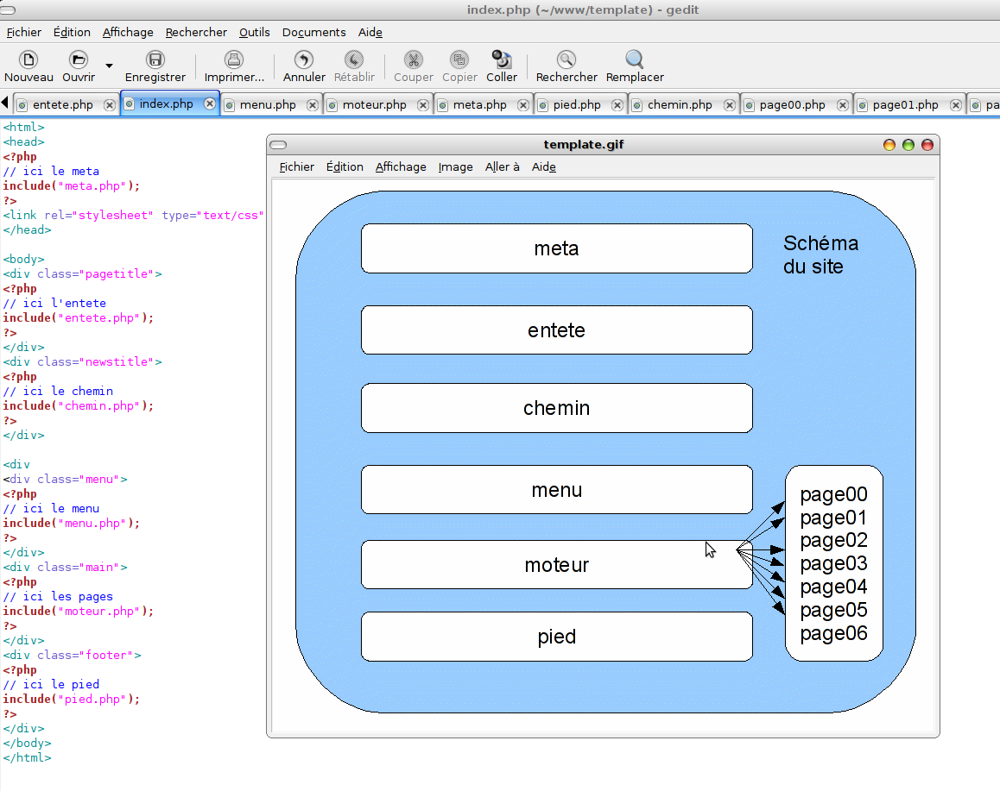 index.php (~/www/template) - gedit
Fichier Édition Affichage Rechercher Outils Documents Aide
Nouveau Ouvrir Enregistrer Imprimer... Annuler Rétablir Couper Copier Coller Rechercher Remplacer
entete.php index.php menu.php moteur.php meta.php pied.php chemin.php page00.php page01.php pa
<html>
<head>
<?php
// ici le meta
include("meta.php");
?>
<link rel="stylesheet" type="text/css"
</head>
<body>
<div class="pagetitle">
<?php
// ici l'entete
include("entete.php");
?>
</div>
<div class="newstitle">
<?php
// ici le chemin
include("chemin.php");
?>
</div>
<div
<div class="menu">
<?php
// ici le menu
include("menu.php");
?>
</div>
<div class="main">
<?php
// ici les pages
include("moteur.php");
?>
</div>
<div class="footer">
<?php
// ici le pied
include("pied.php");
?>
</div>
</body>
</html>
template.gif
Fichier Édition Affichage Image Aller à Aide
meta
Schéma
du site
entete
chemin
menu
moteur
pied
page00
page01
page02
page03
page04
page05
page06